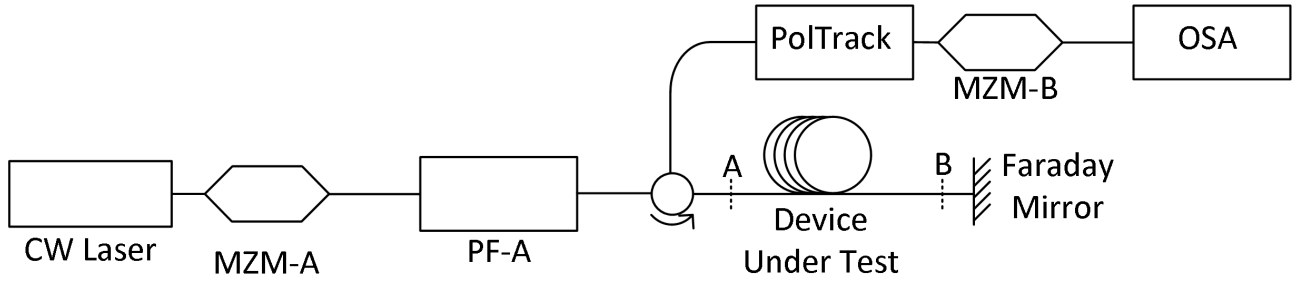 PolTrack
OSA
MZM-B
A
B
Faraday
Mirror
CW Laser
MZM-A
PF-A
Device
Under Test